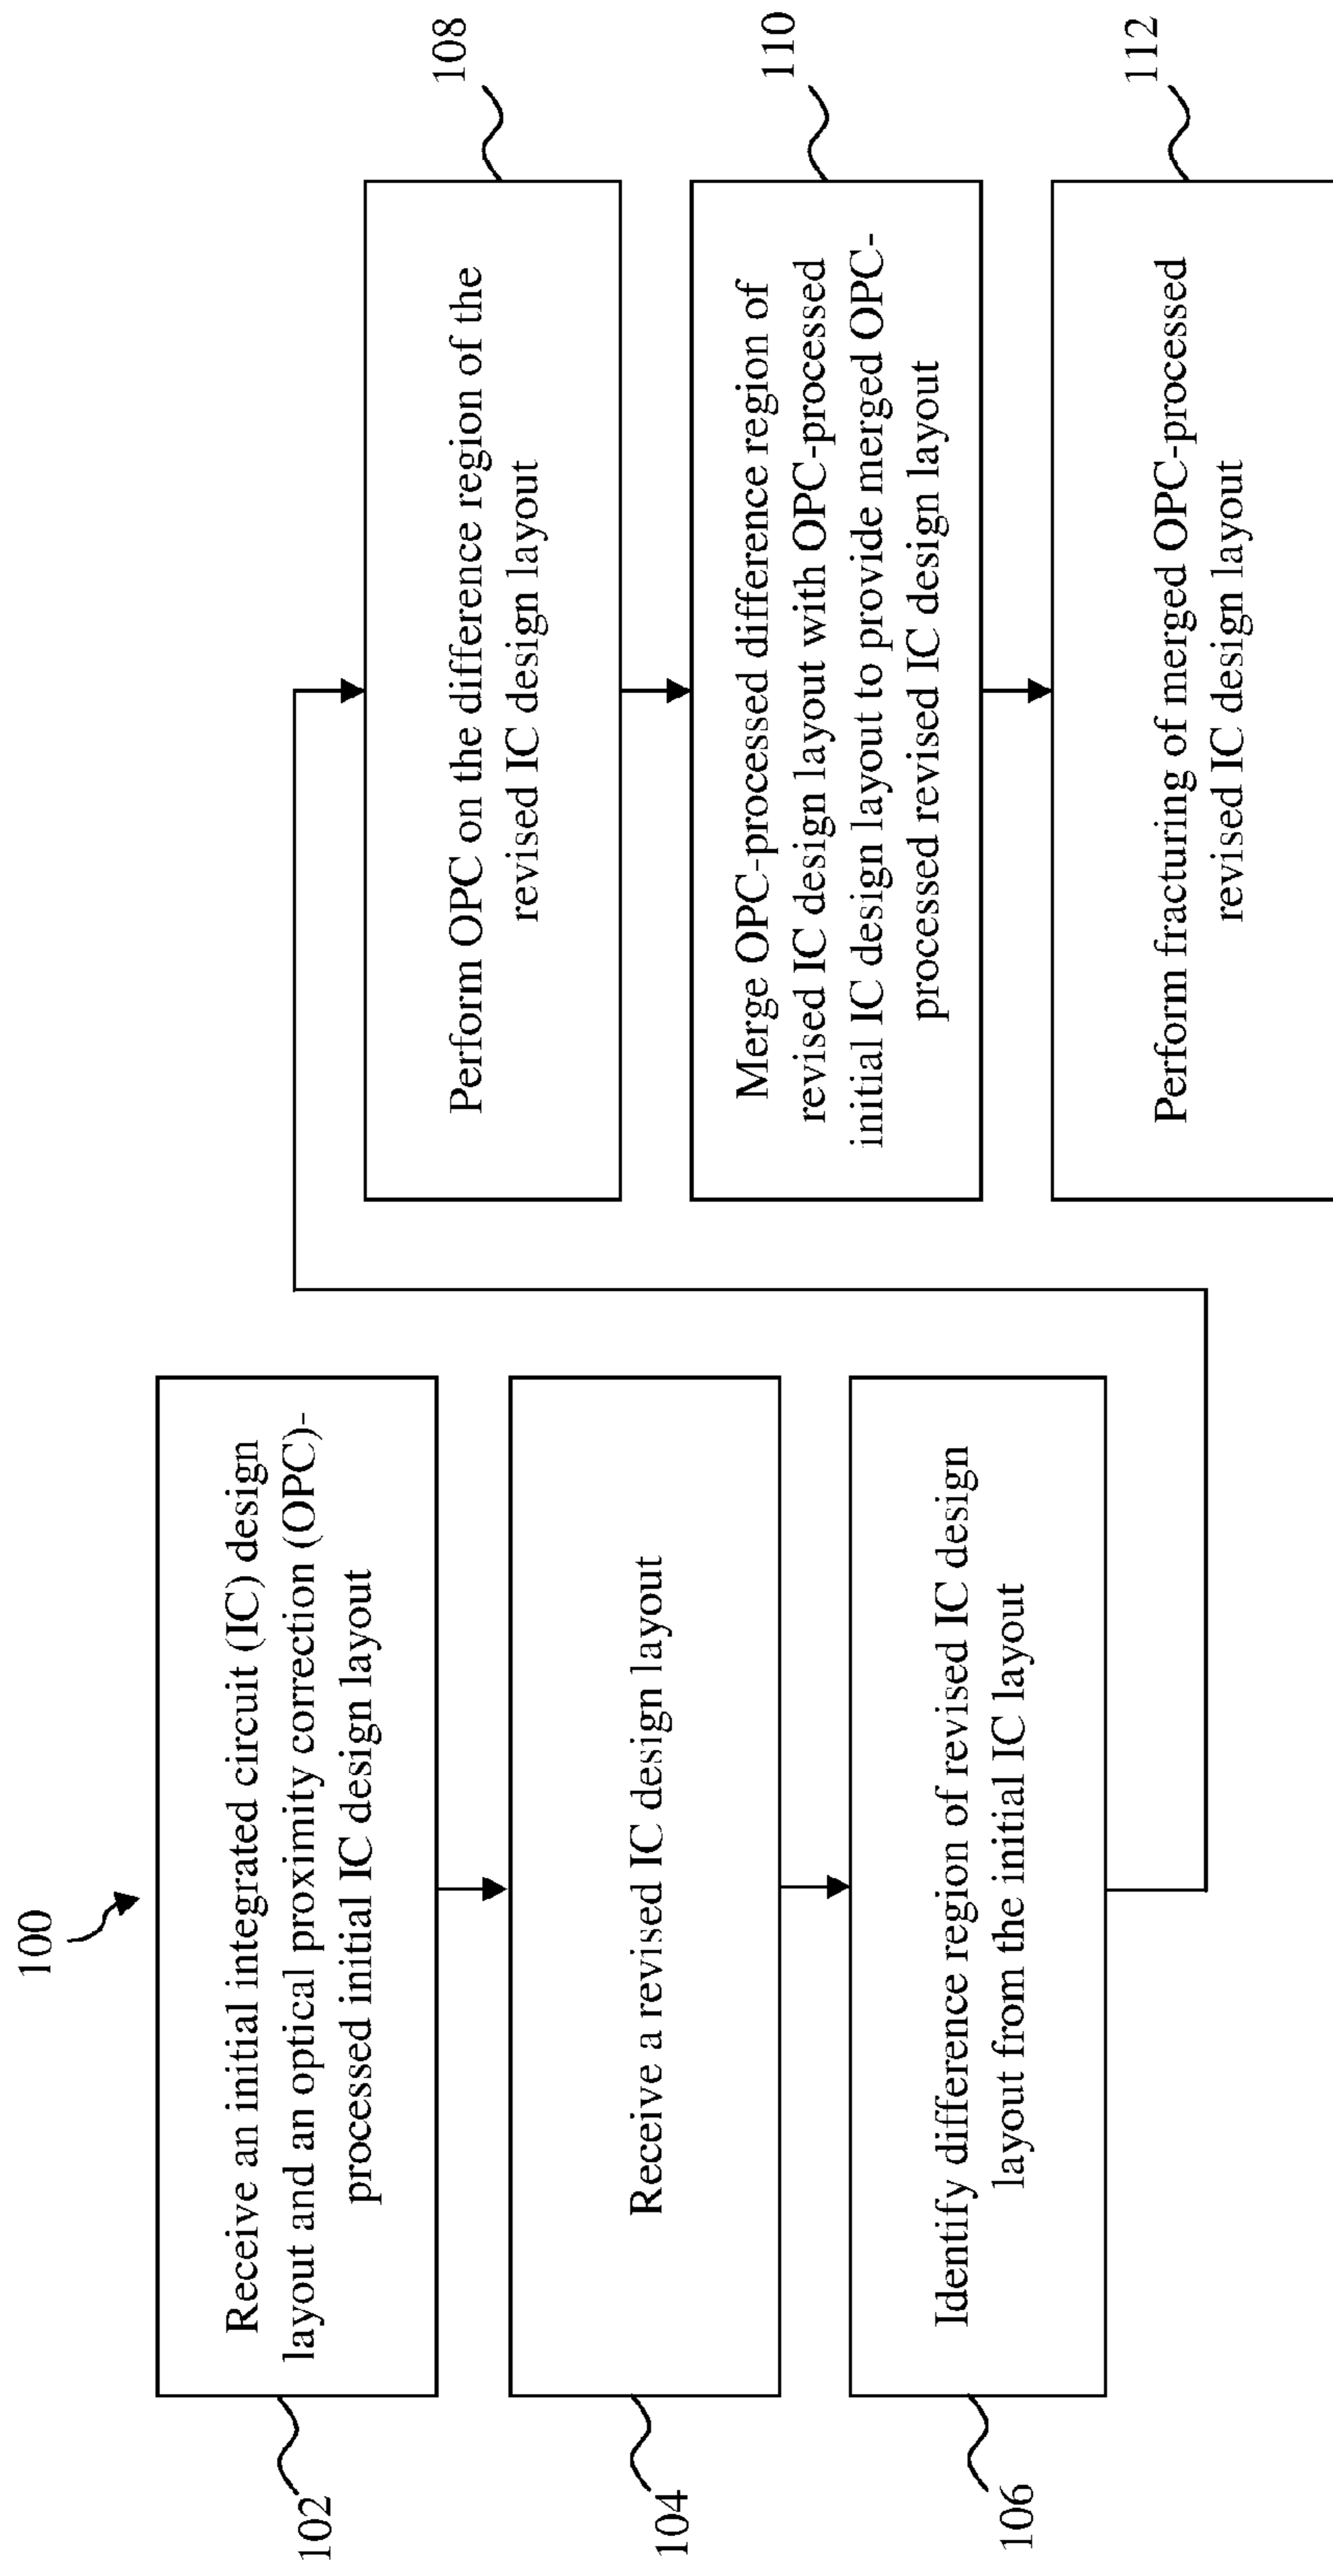 100
102
Receive an initial integrated circuit (IC) design
layout and an optical proximity correction (OPC)-
processed initial IC design layout
104
Receive a revised IC design layout
106
Identify difference region of revised IC design
layout from the initial IC layout
108
Perform OPC on the difference region of the
revised IC design layout
110
Merge OPC-processed difference region of
revised IC design layout with OPC-processed
initial IC design layout to provide merged OPC-
processed revised IC design layout
112
Perform fracturing of merged OPC-processed
revised IC design layout